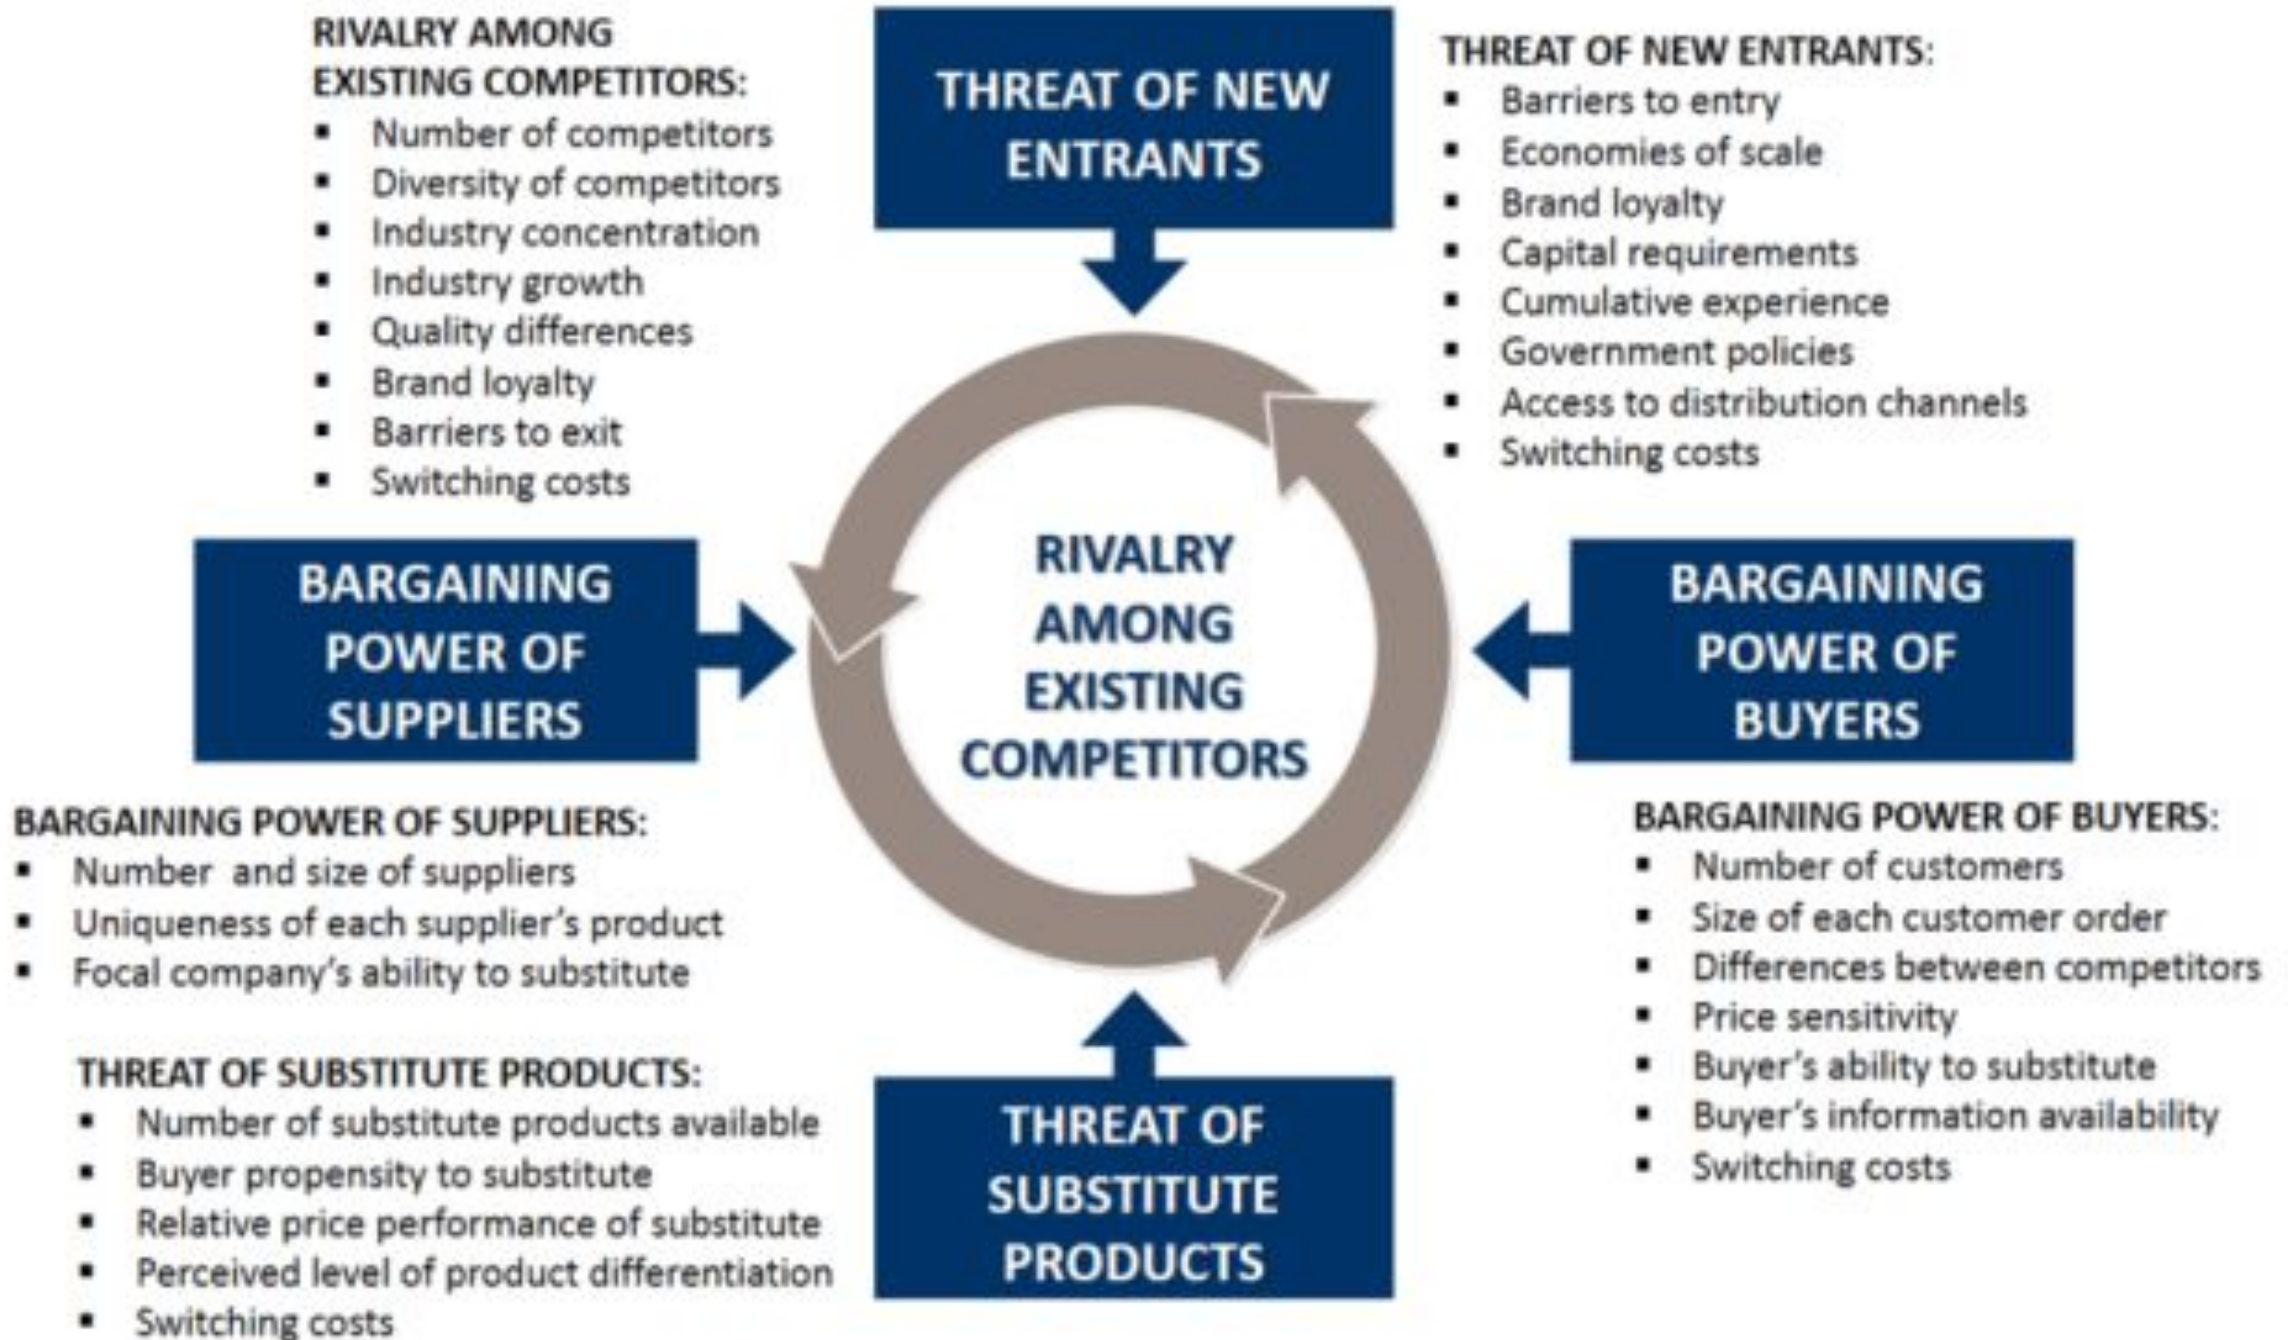 RIVALRY AMONG
EXISTING COMPETITORS:
▪ Number of competitors
▪ Diversity of competitors
▪ Industry concentration
▪ Industry growth
▪ Quality differences
▪ Brand loyalty
▪ Barriers to exit
▪ Switching costs
THREAT OF NEW
ENTRANTS
THREAT OF NEW ENTRANTS:
▪ Barriers to entry
▪ Economies of scale
▪ Brand loyalty
▪ Capital requirements
▪ Cumulative experience
▪ Government policies
▪ Access to distribution channels
▪ Switching costs
BARGAINING
POWER OF
SUPPLIERS
RIVALRY
AMONG
EXISTING
COMPETITORS
BARGAINING
POWER OF
BUYERS
BARGAINING POWER OF SUPPLIERS:
▪ Number and size of suppliers
▪ Uniqueness of each supplier’s product
▪ Focal company’s ability to substitute
THREAT OF SUBSTITUTE PRODUCTS:
▪ Number of substitute products available
▪ Buyer propensity to substitute
▪ Relative price performance of substitute
▪ Perceived level of product differentiation
▪ Switching costs
THREAT OF
SUBSTITUTE
PRODUCTS
BARGAINING POWER OF BUYERS:
▪ Number of customers
▪ Size of each customer order
▪ Differences between competitors
▪ Price sensitivity
▪ Buyer’s ability to substitute
▪ Buyer’s information availability
▪ Switching costs